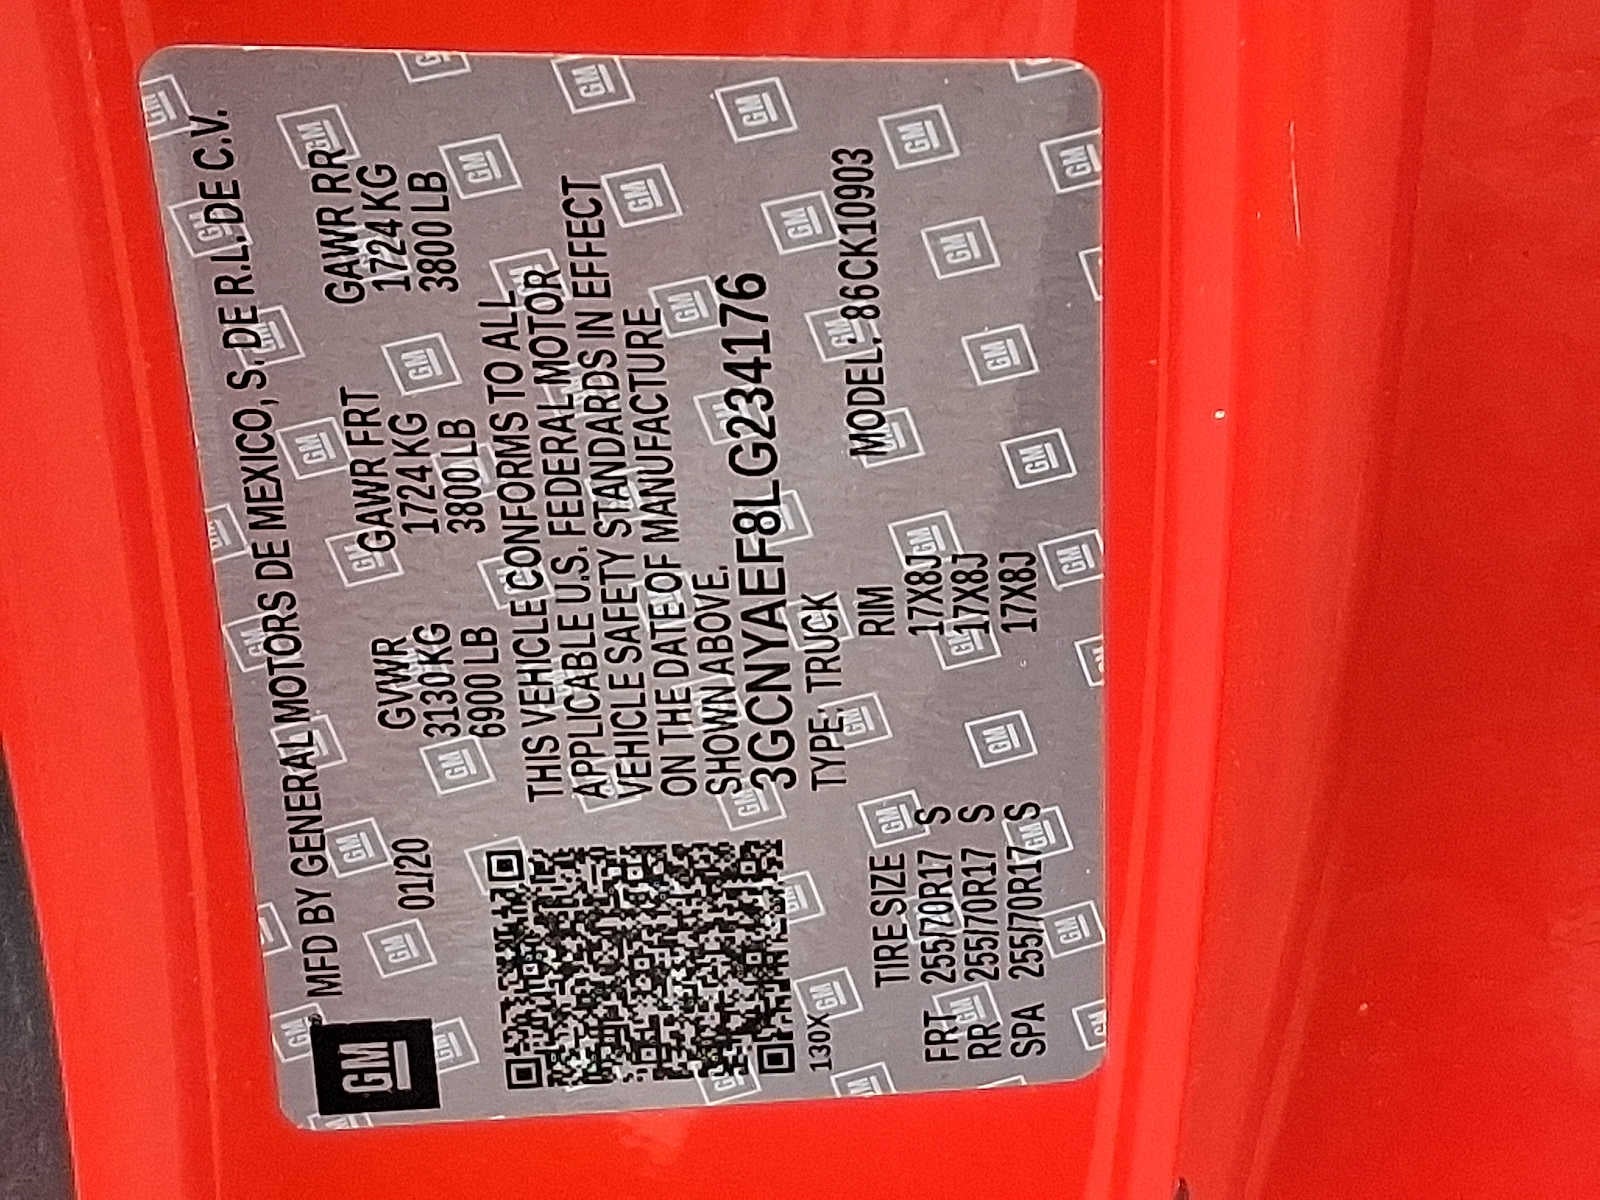 GM
MFD BY GENERAL MOTORS DE MEXICO, S. DE R.L. DE C.V.
01/20 GVWR GAWR FRT GAWR RR
3130 KG 1724 KG 1724 KG
6900 LB 3800 LB 3800 LB
THIS VEHICLE CONFORMS TO ALL
APPLICABLE U.S. FEDERAL MOTOR
VEHICLE SAFETY STANDARDS IN EFFECT
ON THE DATE OF MANUFACTURE
SHOWN ABOVE.
3GCNYAEF8LG234176
130X TYPE: TRUCK MODEL: 86CK10903
TIRE SIZE RIM
FRT 255/70R17 S 17X8J
RR 255/70R17 S 17X8J
SPA 255/70R17 S 17X8J